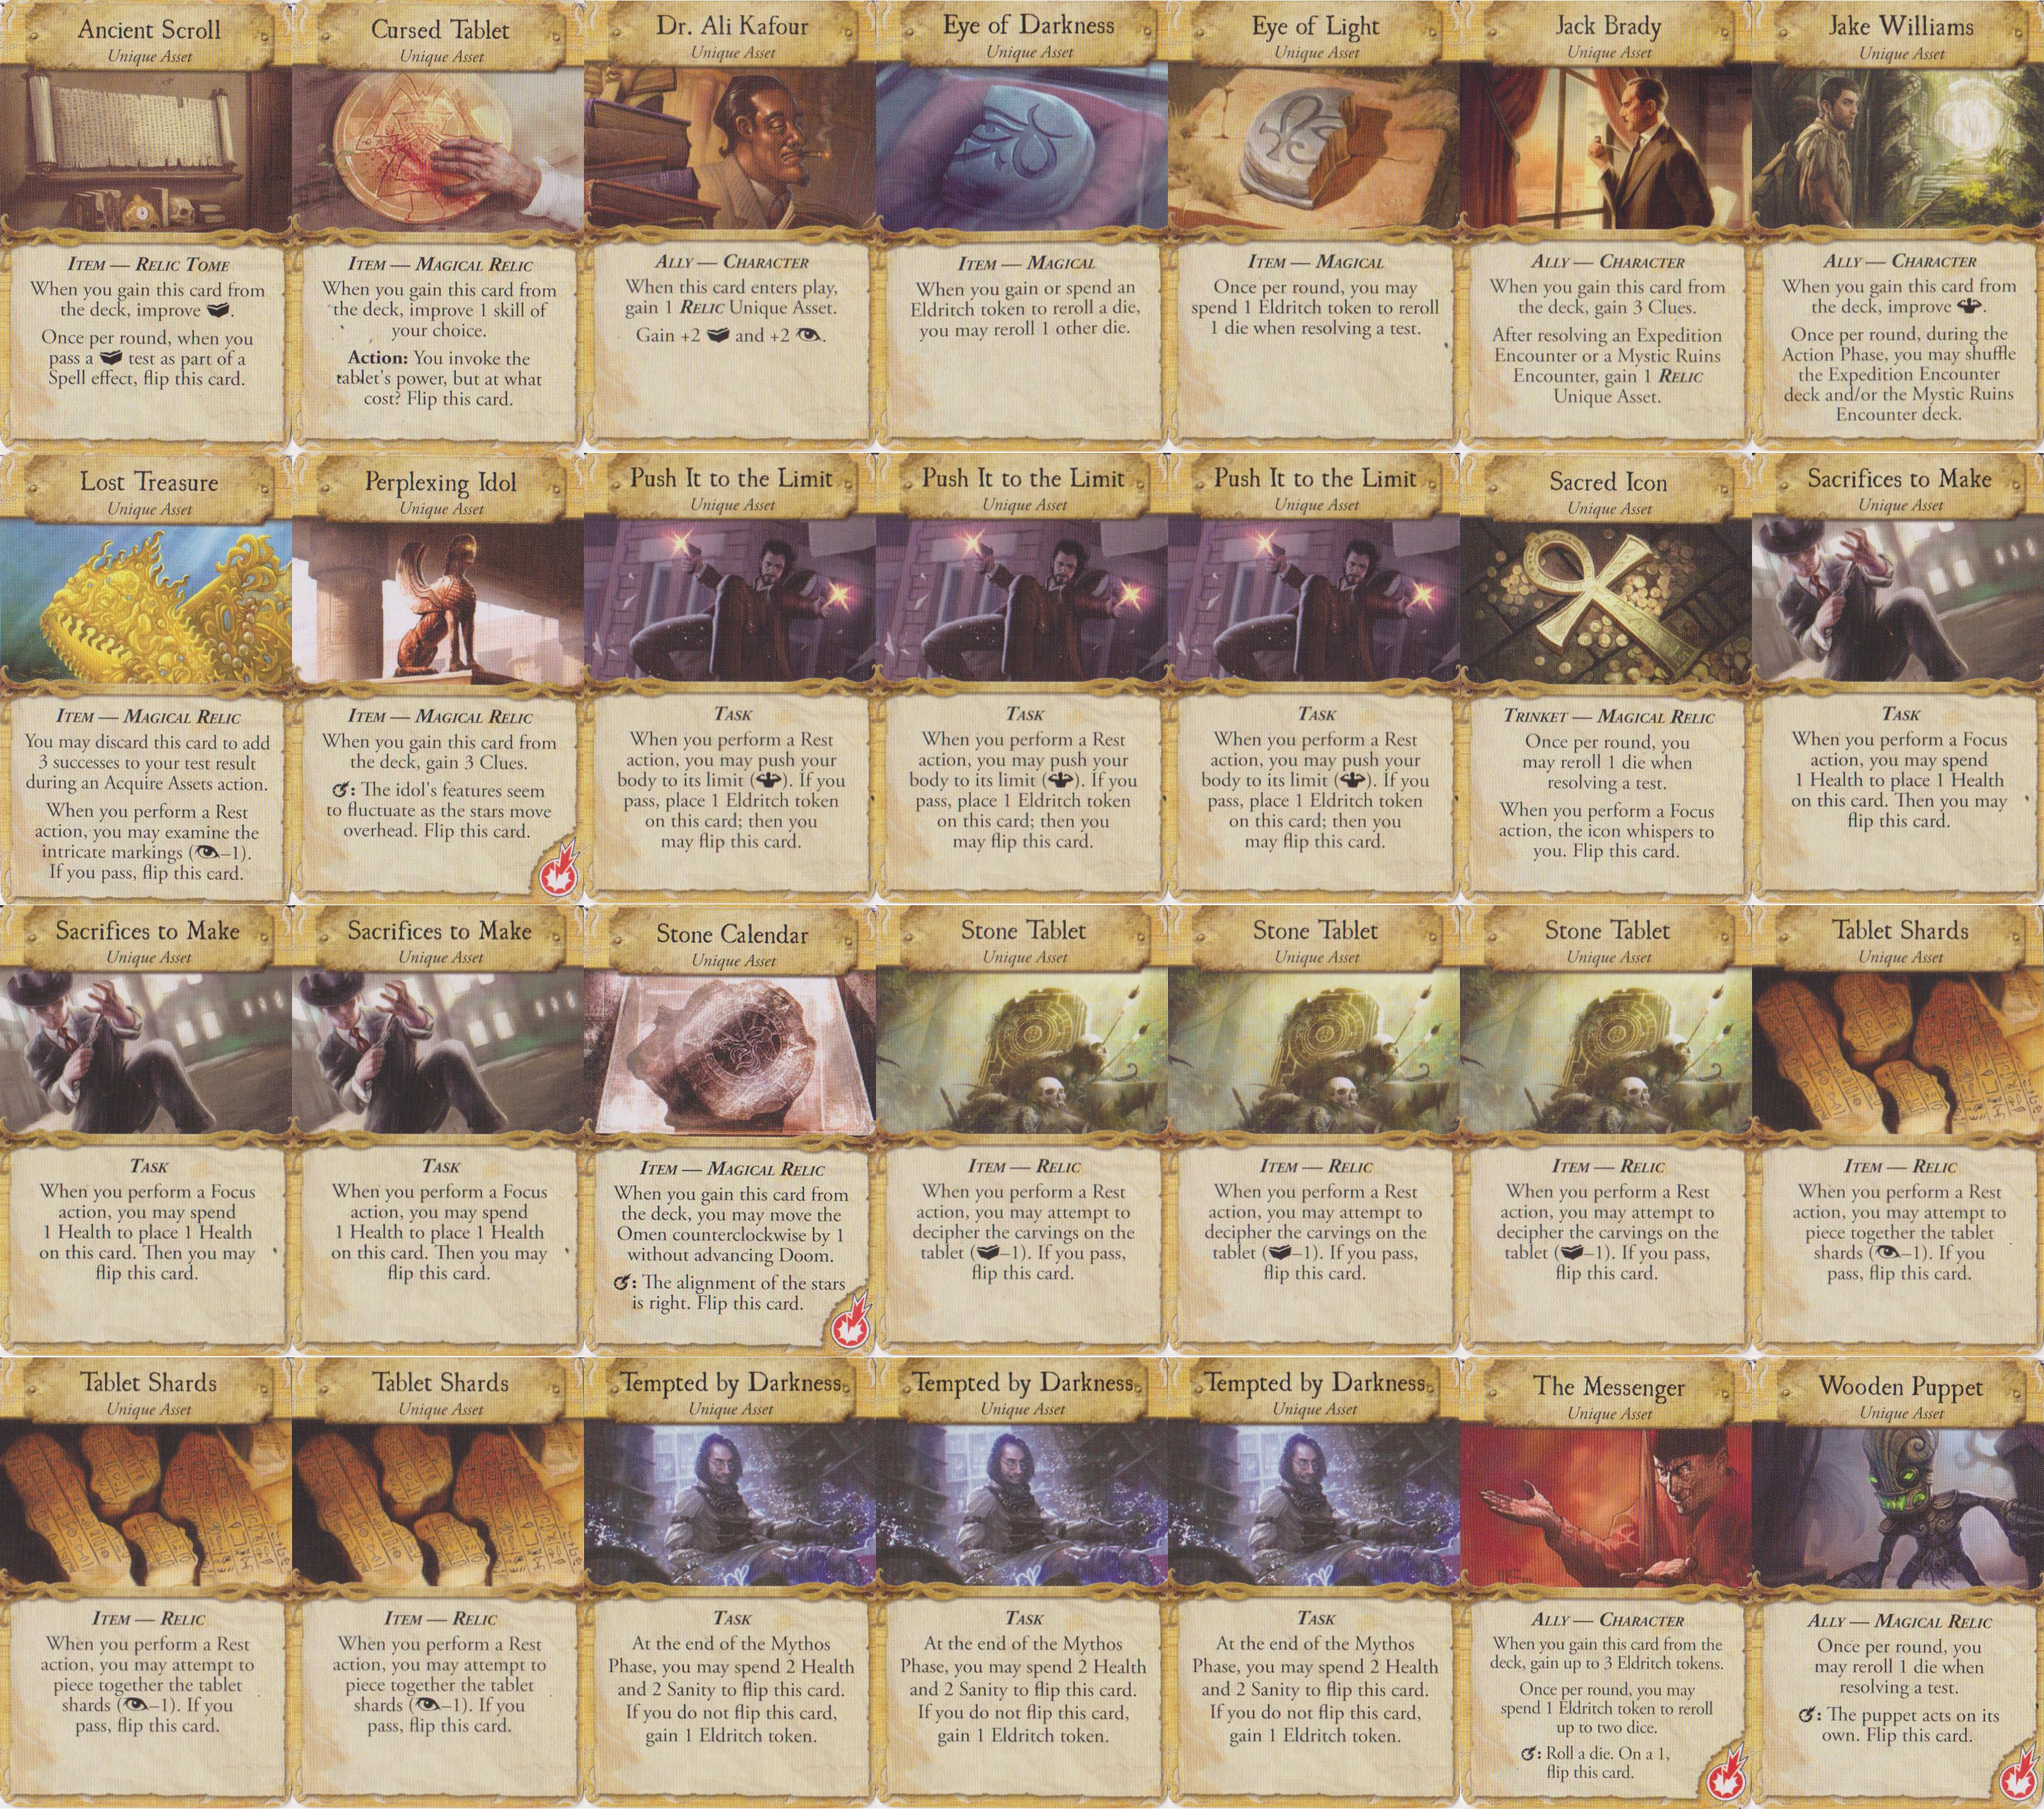 Ancient Scroll
Unique Asset
Item — Relic Tome
When you gain this card from
the deck, improve .
Once per round, when you
pass a test as part of a
Spell effect, flip this card.
Cursed Tablet
Unique Asset
Item — Magical Relic
When you gain this card from
the deck, improve 1 skill of
your choice.
Action: You invoke the
tablet's power, but at what
cost? Flip this card.
Dr. Ali Kafour
Unique Asset
Ally — Character
When this card enters play,
gain 1 Relic Unique Asset.
Gain +2 and +2 .
Eye of Darkness
Unique Asset
Item — Magical
When you gain or spend an
Eldritch token to reroll a die,
you may reroll 1 other die.
Eye of Light
Unique Asset
Item — Magical
Once per round, you may
spend 1 Eldritch token to reroll
1 die when resolving a test.
Jack Brady
Unique Asset
Ally — Character
When you gain this card from
the deck, gain 3 Clues.
After resolving an Expedition
Encounter or a Mystic Ruins
Encounter, gain 1 Relic
Unique Asset.
Jake Williams
Unique Asset
Ally — Character
When you gain this card from
the deck, improve .
Once per round, during the
Action Phase, you may shuffle
the Expedition Encounter
deck and/or the Mystic Ruins
Encounter deck.
Lost Treasure
Unique Asset
Item — Magical Relic
You may discard this card to add
3 successes to your test result
during an Acquire Assets action.
When you perform a Rest
action, you may examine the
intricate markings (–1).
If you pass, flip this card.
Perplexing Idol
Unique Asset
Item — Magical Relic
When you gain this card from
the deck, gain 3 Clues.
: The idol's features seem
to fluctuate as the stars move
overhead. Flip this card.
Push It to the Limit
Unique Asset
Task
When you perform a Rest
action, you may push your
body to its limit (). If you
pass, place 1 Eldritch token
on this card; then you
may flip this card.
Push It to the Limit
Unique Asset
Task
When you perform a Rest
action, you may push your
body to its limit (). If you
pass, place 1 Eldritch token
on this card; then you
may flip this card.
Push It to the Limit
Unique Asset
Task
When you perform a Rest
action, you may push your
body to its limit (). If you
pass, place 1 Eldritch token
on this card; then you
may flip this card.
Sacred Icon
Unique Asset
Trinket — Magical Relic
Once per round, you
may reroll 1 die when
resolving a test.
When you perform a Focus
action, the icon whispers to
you. Flip this card.
Sacrifices to Make
Unique Asset
Task
When you perform a Focus
action, you may spend
1 Health to place 1 Health
on this card. Then you may
flip this card.
Sacrifices to Make
Unique Asset
Task
When you perform a Focus
action, you may spend
1 Health to place 1 Health
on this card. Then you may
flip this card.
Sacrifices to Make
Unique Asset
Task
When you perform a Focus
action, you may spend
1 Health to place 1 Health
on this card. Then you may
flip this card.
Stone Calendar
Unique Asset
Item — Magical Relic
When you gain this card from
the deck, you may move the
Omen counterclockwise by 1
without advancing Doom.
: The alignment of the stars
is right. Flip this card.
Stone Tablet
Unique Asset
Item — Relic
When you perform a Rest
action, you may attempt to
decipher the carvings on the
tablet (–1). If you pass,
flip this card.
Stone Tablet
Unique Asset
Item — Relic
When you perform a Rest
action, you may attempt to
decipher the carvings on the
tablet (–1). If you pass,
flip this card.
Stone Tablet
Unique Asset
Item — Relic
When you perform a Rest
action, you may attempt to
decipher the carvings on the
tablet (–1). If you pass,
flip this card.
Tablet Shards
Unique Asset
Item — Relic
When you perform a Rest
action, you may attempt to
piece together the tablet
shards (–1). If you
pass, flip this card.
Tablet Shards
Unique Asset
Item — Relic
When you perform a Rest
action, you may attempt to
piece together the tablet
shards (–1). If you
pass, flip this card.
Tablet Shards
Unique Asset
Item — Relic
When you perform a Rest
action, you may attempt to
piece together the tablet
shards (–1). If you
pass, flip this card.
Tempted by Darkness
Unique Asset
Task
At the end of the Mythos
Phase, you may spend 2 Health
and 2 Sanity to flip this card.
If you do not flip this card,
gain 1 Eldritch token.
Tempted by Darkness
Unique Asset
Task
At the end of the Mythos
Phase, you may spend 2 Health
and 2 Sanity to flip this card.
If you do not flip this card,
gain 1 Eldritch token.
Tempted by Darkness
Unique Asset
Task
At the end of the Mythos
Phase, you may spend 2 Health
and 2 Sanity to flip this card.
If you do not flip this card,
gain 1 Eldritch token.
The Messenger
Unique Asset
Ally — Character
When you gain this card from the
deck, gain up to 3 Eldritch tokens.
Once per round, you may
spend 1 Eldritch token to reroll
up to two dice.
: Roll a die. On a 1,
flip this card.
Wooden Puppet
Unique Asset
Ally — Magical Relic
Once per round, you
may reroll 1 die when
resolving a test.
: The puppet acts on its
own. Flip this card.